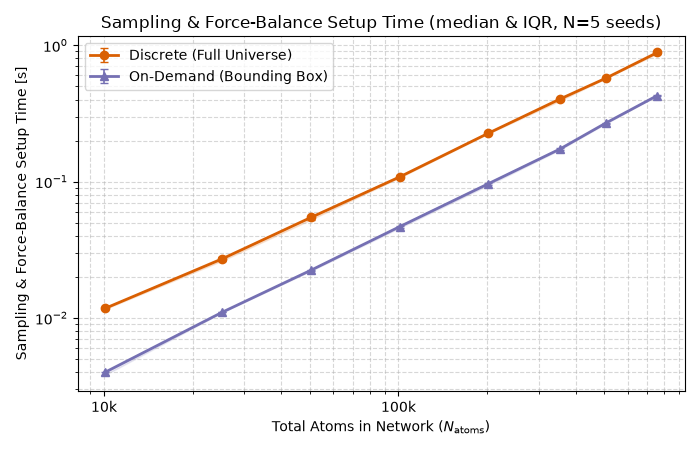 Sampling & Force-Balance Setup Time (median & IQR, N=5 seeds)
Discrete (Full Universe)
On-Demand (Bounding Box)
Sampling & Force-Balance Setup Time [s]
10⁰
10⁻¹
10⁻²
10k
100k
Total Atoms in Network (N_atoms)